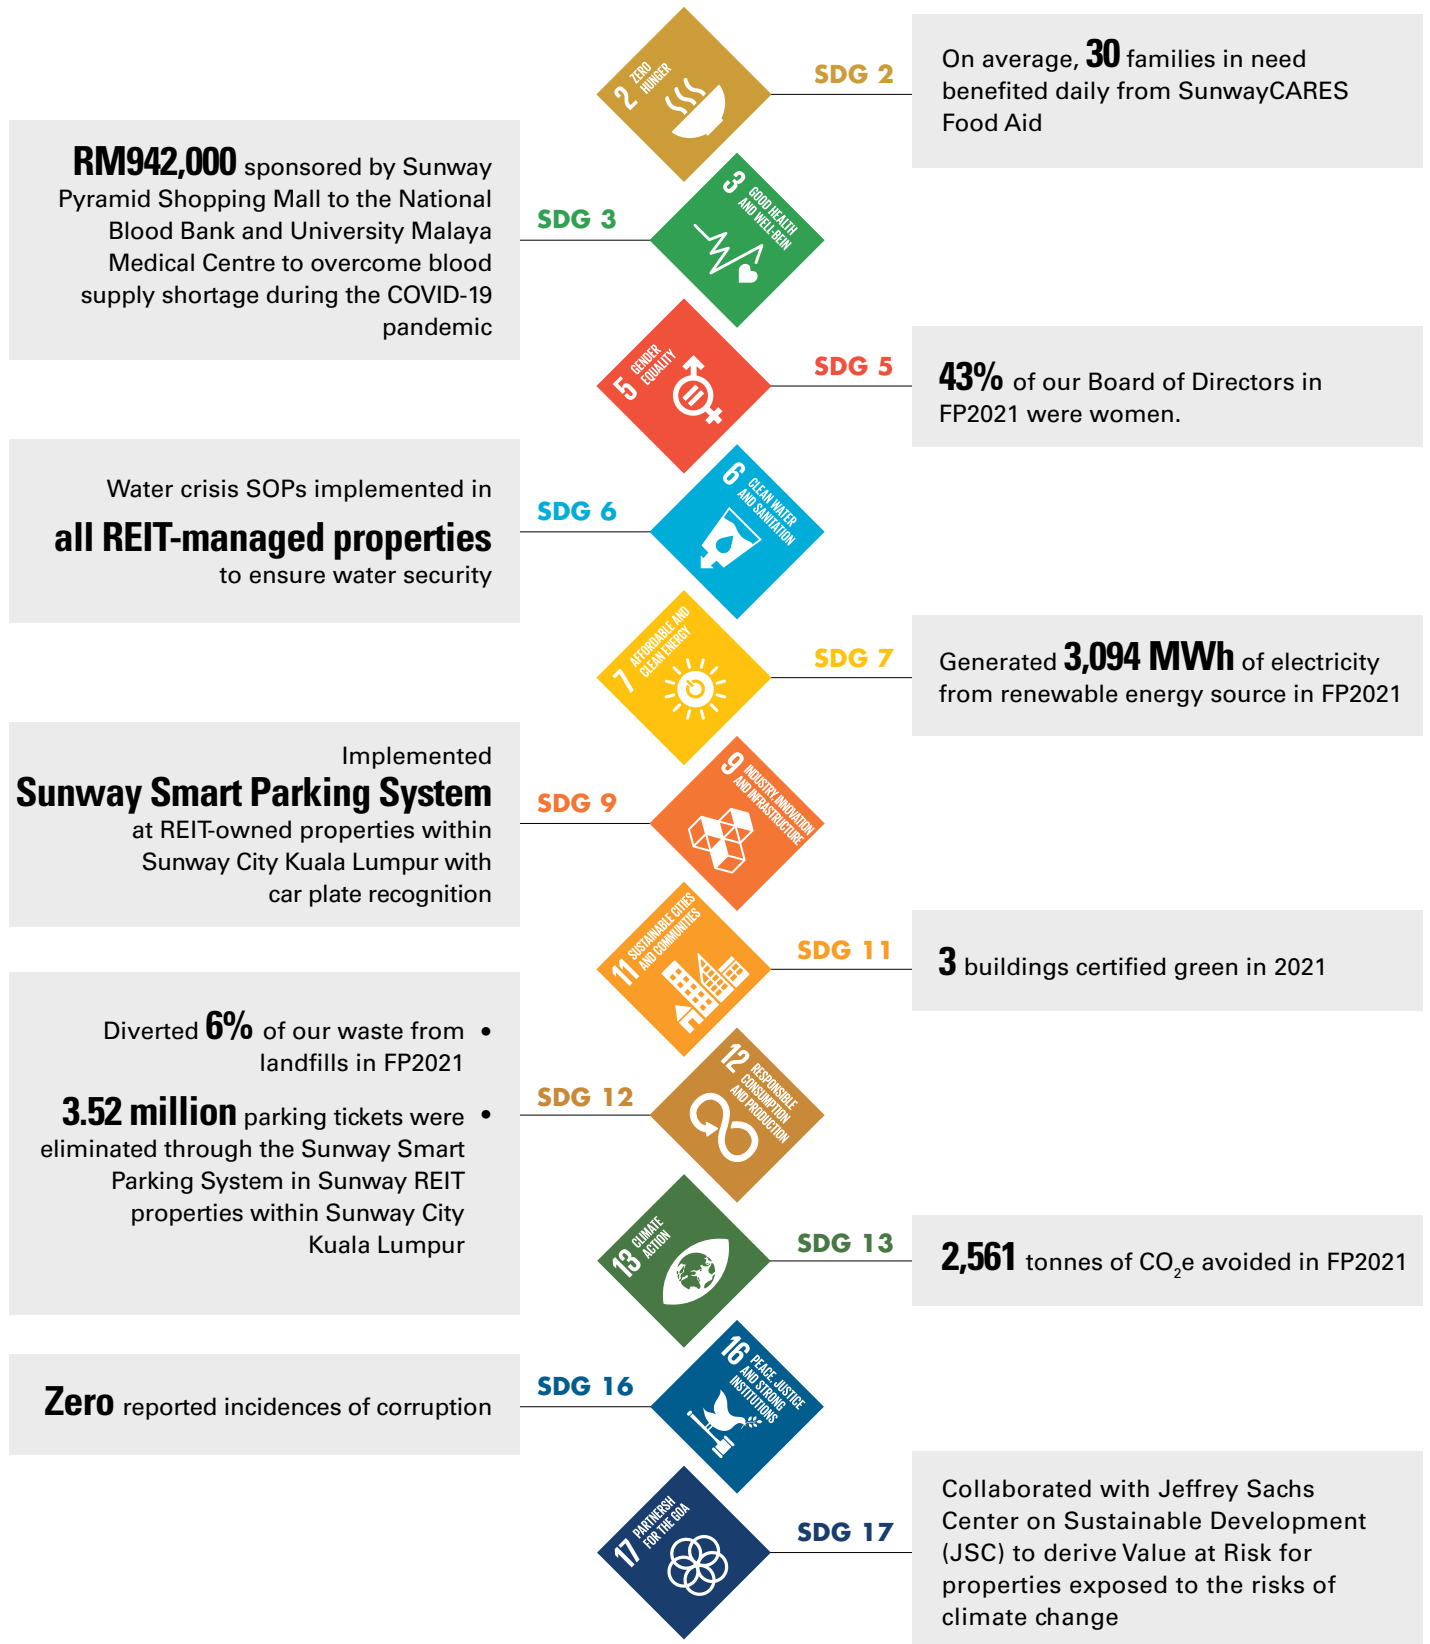 2 ZERO
HUNGER
SDG 2
On average, 30 families in need
benefited daily from SunwayCARES
Food Aid
RM942,000 sponsored by Sunway
Pyramid Shopping Mall to the National
Blood Bank and University Malaya
Medical Centre to overcome blood
supply shortage during the COVID-19
pandemic
SDG 3
3 GOOD HEALTH
AND WELL-BEIN
5 GENDER
EQUALITY
SDG 5
43% of our Board of Directors in
FP2021 were women.
Water crisis SOPs implemented in
all REIT-managed properties
to ensure water security
SDG 6
6 CLEAN WATER
AND SANITATION
7 AFFORDABLE AND
CLEAN ENERGY
SDG 7
Generated 3,094 MWh of electricity
from renewable energy source in FP2021
Implemented
Sunway Smart Parking System
at REIT-owned properties within
Sunway City Kuala Lumpur with
car plate recognition
SDG 9
9 INDUSTRY, INNOVATION
AND INFRASTRUCTURE
11 SUSTAINABLE CITIES
AND COMMUNITIES
SDG 11
3 buildings certified green in 2021
Diverted 6% of our waste from •
landfills in FP2021
3.52 million parking tickets were •
eliminated through the Sunway Smart
Parking System in Sunway REIT
properties within Sunway City
Kuala Lumpur
SDG 12
12 RESPONSIBLE
CONSUMPTION
AND PRODUCTION
13 CLIMATE
ACTION
SDG 13
2,561 tonnes of CO₂e avoided in FP2021
Zero reported incidences of corruption
SDG 16
16 PEACE, JUSTICE
AND STRONG
INSTITUTIONS
17 PARTNERSH
FOR THE GOA
SDG 17
Collaborated with Jeffrey Sachs
Center on Sustainable Development
(JSC) to derive Value at Risk for
properties exposed to the risks of
climate change